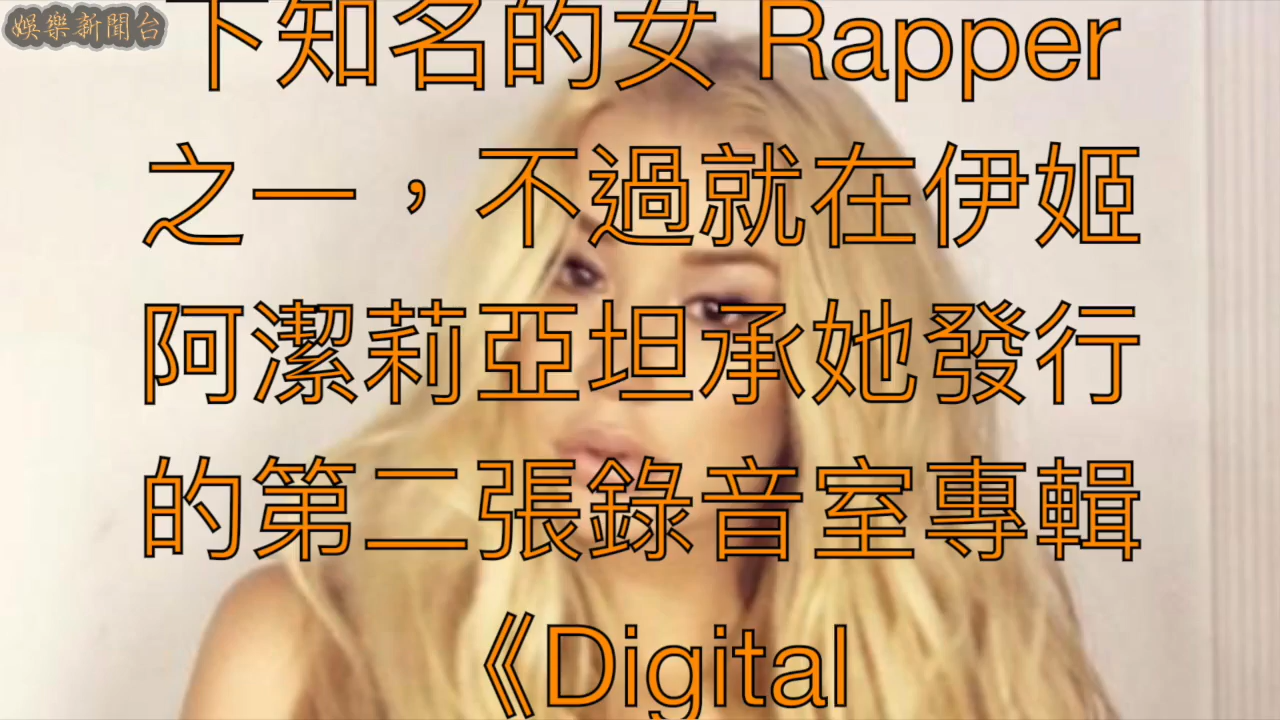 娛樂新聞台
下知名的女 Rapper
之一，不過就在伊姬
阿潔莉亞坦承她發行
的第二張錄音室專輯
《Digital